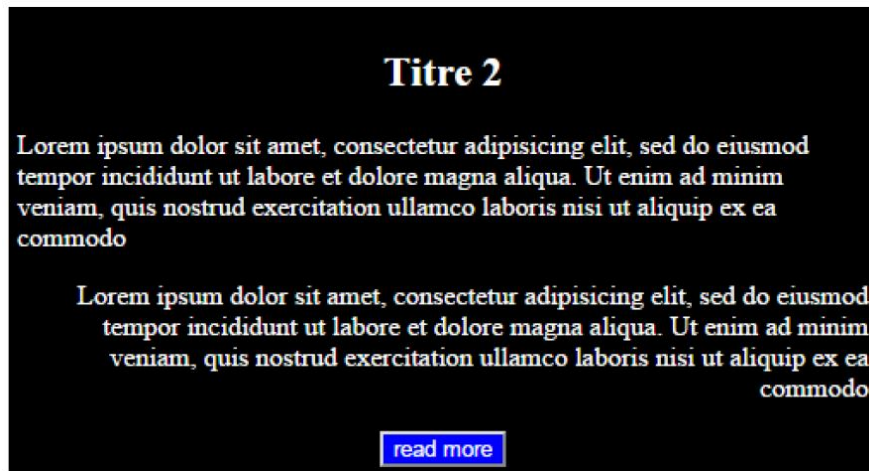 Titre 2
Lorem ipsum dolor sit amet, consectetur adipisicing elit, sed do eiusmod
tempor incididunt ut labore et dolore magna aliqua. Ut enim ad minim
veniam, quis nostrud exercitation ullamco laboris nisi ut aliquip ex ea
commodo
Lorem ipsum dolor sit amet, consectetur adipisicing elit, sed do eiusmod
tempor incididunt ut labore et dolore magna aliqua. Ut enim ad minim
veniam, quis nostrud exercitation ullamco laboris nisi ut aliquip ex ea
commodo
read more